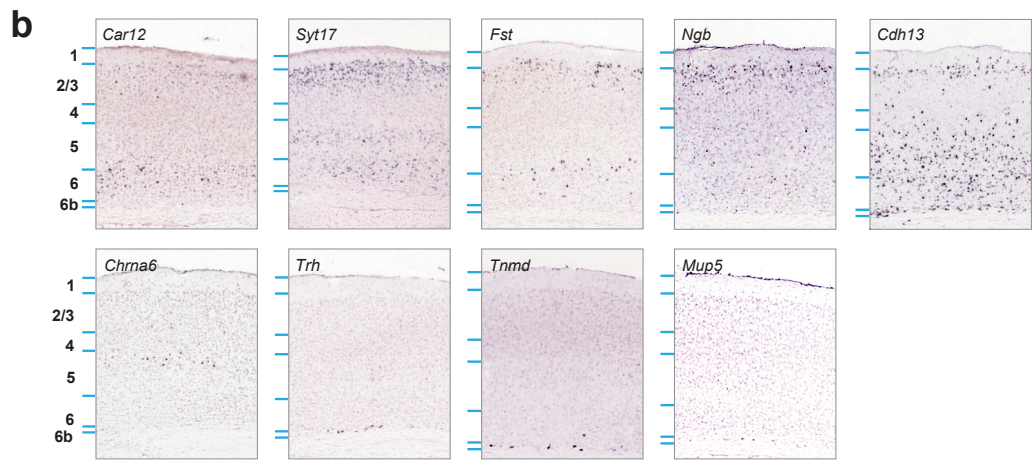 b
Car12
Syt17
Fst
Ngb
Cdh13
1
2/3
4
5
6
6b
Chrna6
Trh
Tnmd
Mup5
1
2/3
4
5
6
6b